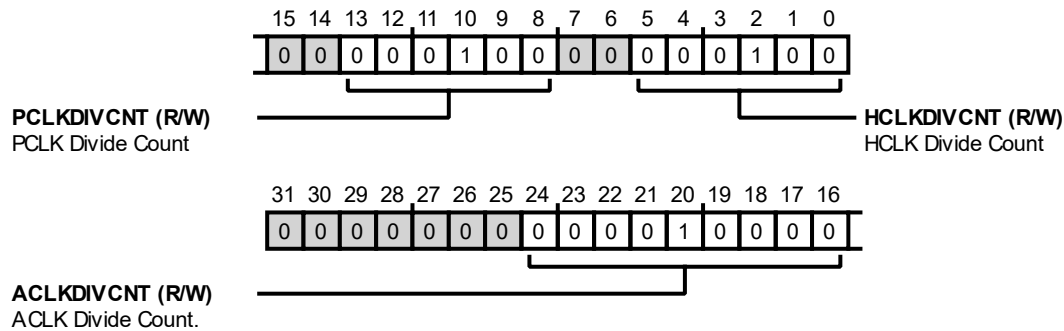 15 14 13 12 11 10 9 8 7 6 5 4 3 2 1 0
0 0 0 0 0 1 0 0 0 0 0 0 0 1 0 0
PCLKDIVCNT (R/W)
PCLK Divide Count
HCLKDIVCNT (R/W)
HCLK Divide Count
31 30 29 28 27 26 25 24 23 22 21 20 19 18 17 16
0 0 0 0 0 0 0 0 0 0 0 1 0 0 0 0
ACLKDIVCNT (R/W)
ACLK Divide Count.